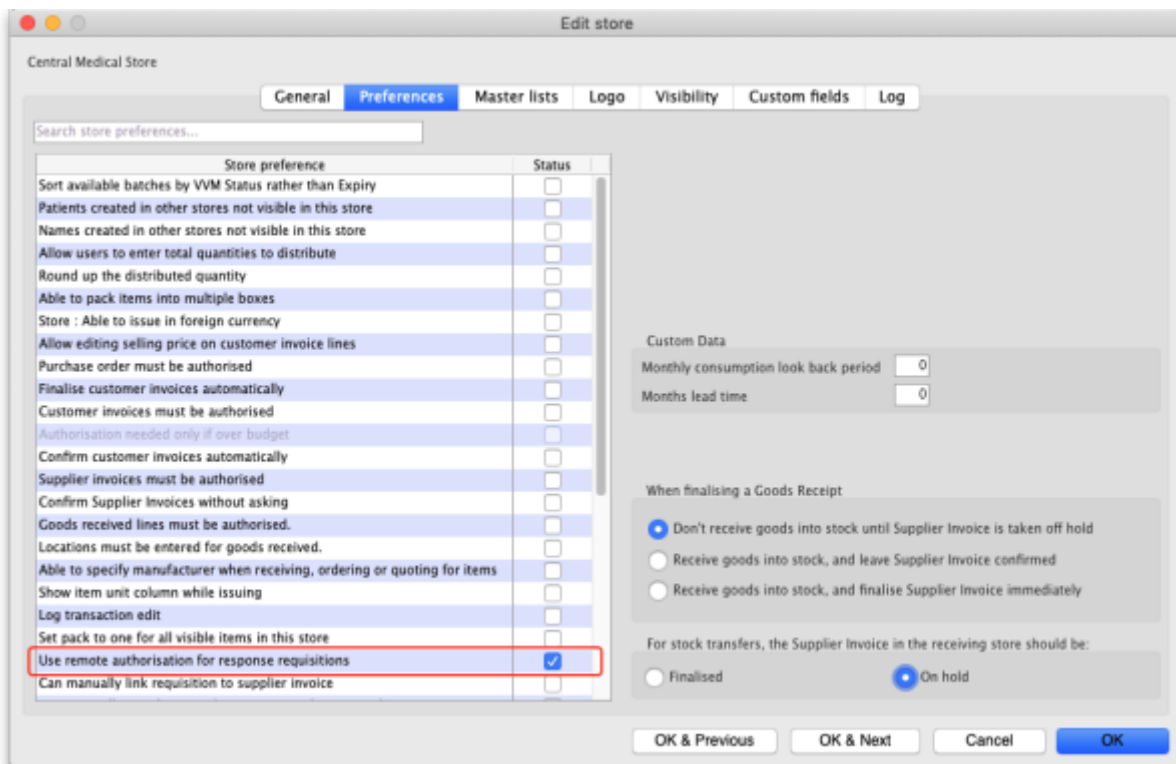 Edit store
Central Medical Store
General Preferences Master lists Logo Visibility Custom fields Log
Search store preferences...
Store preference Status
Sort available batches by VVM Status rather than Expiry
Patients created in other stores not visible in this store
Names created in other stores not visible in this store
Allow users to enter total quantities to distribute
Round up the distributed quantity
Able to pack items into multiple boxes
Store : Able to issue in foreign currency
Allow editing selling price on customer invoice lines
Purchase order must be authorised
Finalise customer invoices automatically
Customer invoices must be authorised
Authorisation needed only if over budget
Confirm customer invoices automatically
Supplier invoices must be authorised
Confirm Supplier Invoices without asking
Goods received lines must be authorised.
Locations must be entered for goods received.
Able to specify manufacturer when receiving, ordering or quoting for items
Show item unit column while issuing
Log transaction edit
Set pack to one for all visible items in this store
Use remote authorisation for response requisitions
Can manually link requisition to supplier invoice
Custom Data
Monthly consumption look back period 0
Months lead time 0
When finalising a Goods Receipt
Don't receive goods into stock until Supplier Invoice is taken off hold
Receive goods into stock, and leave Supplier Invoice confirmed
Receive goods into stock, and finalise Supplier Invoice immediately
For stock transfers, the Supplier Invoice in the receiving store should be:
Finalised On hold
OK & Previous OK & Next Cancel OK